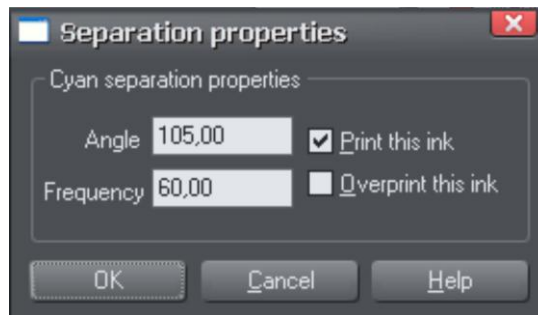 Separation properties
Cyan separation properties
Angle 105,00 Print this ink
Frequency 60,00 Overprint this ink
OK Cancel Help